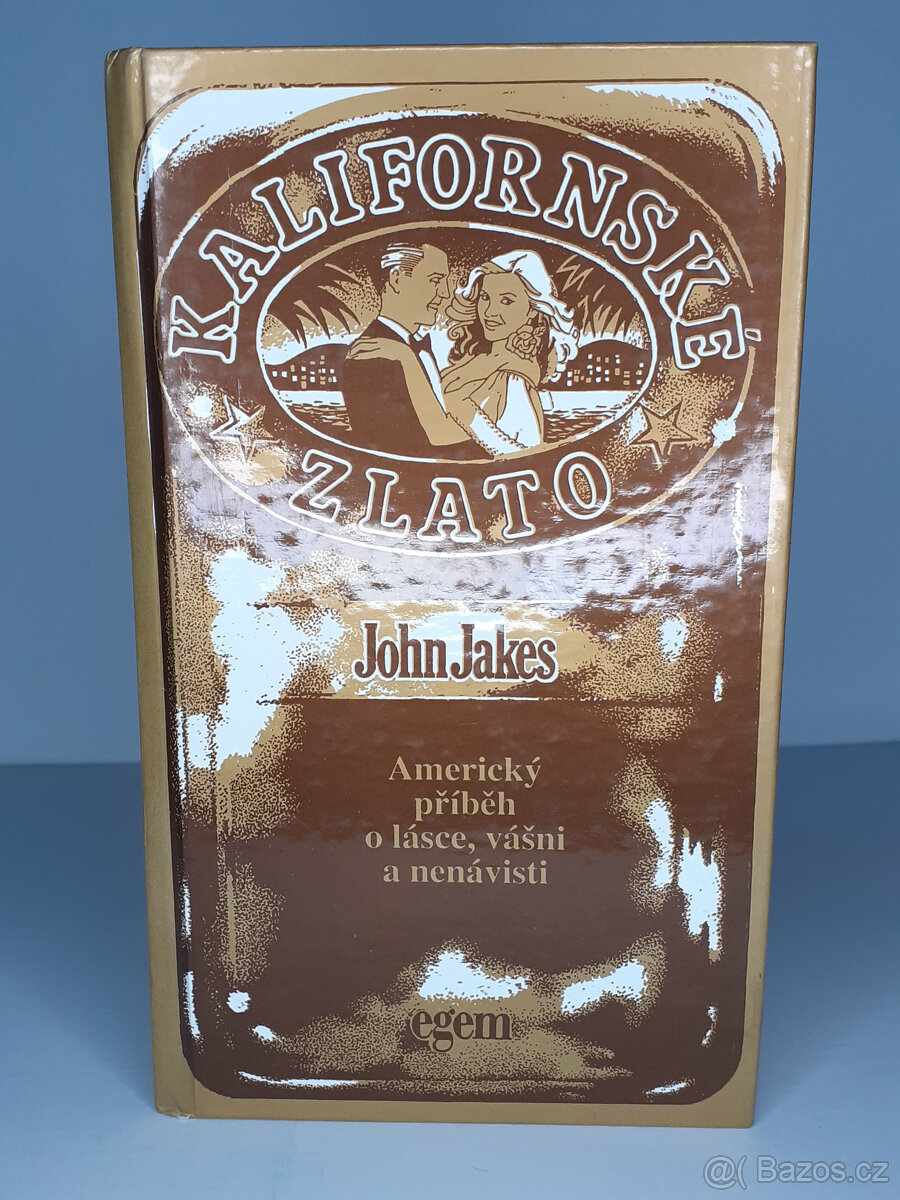 KALIFORNSKÉ
ZLATO
John Jakes
Americký
příběh
o lásce, vášni
a nenávisti
egem
@( Bazos.cz